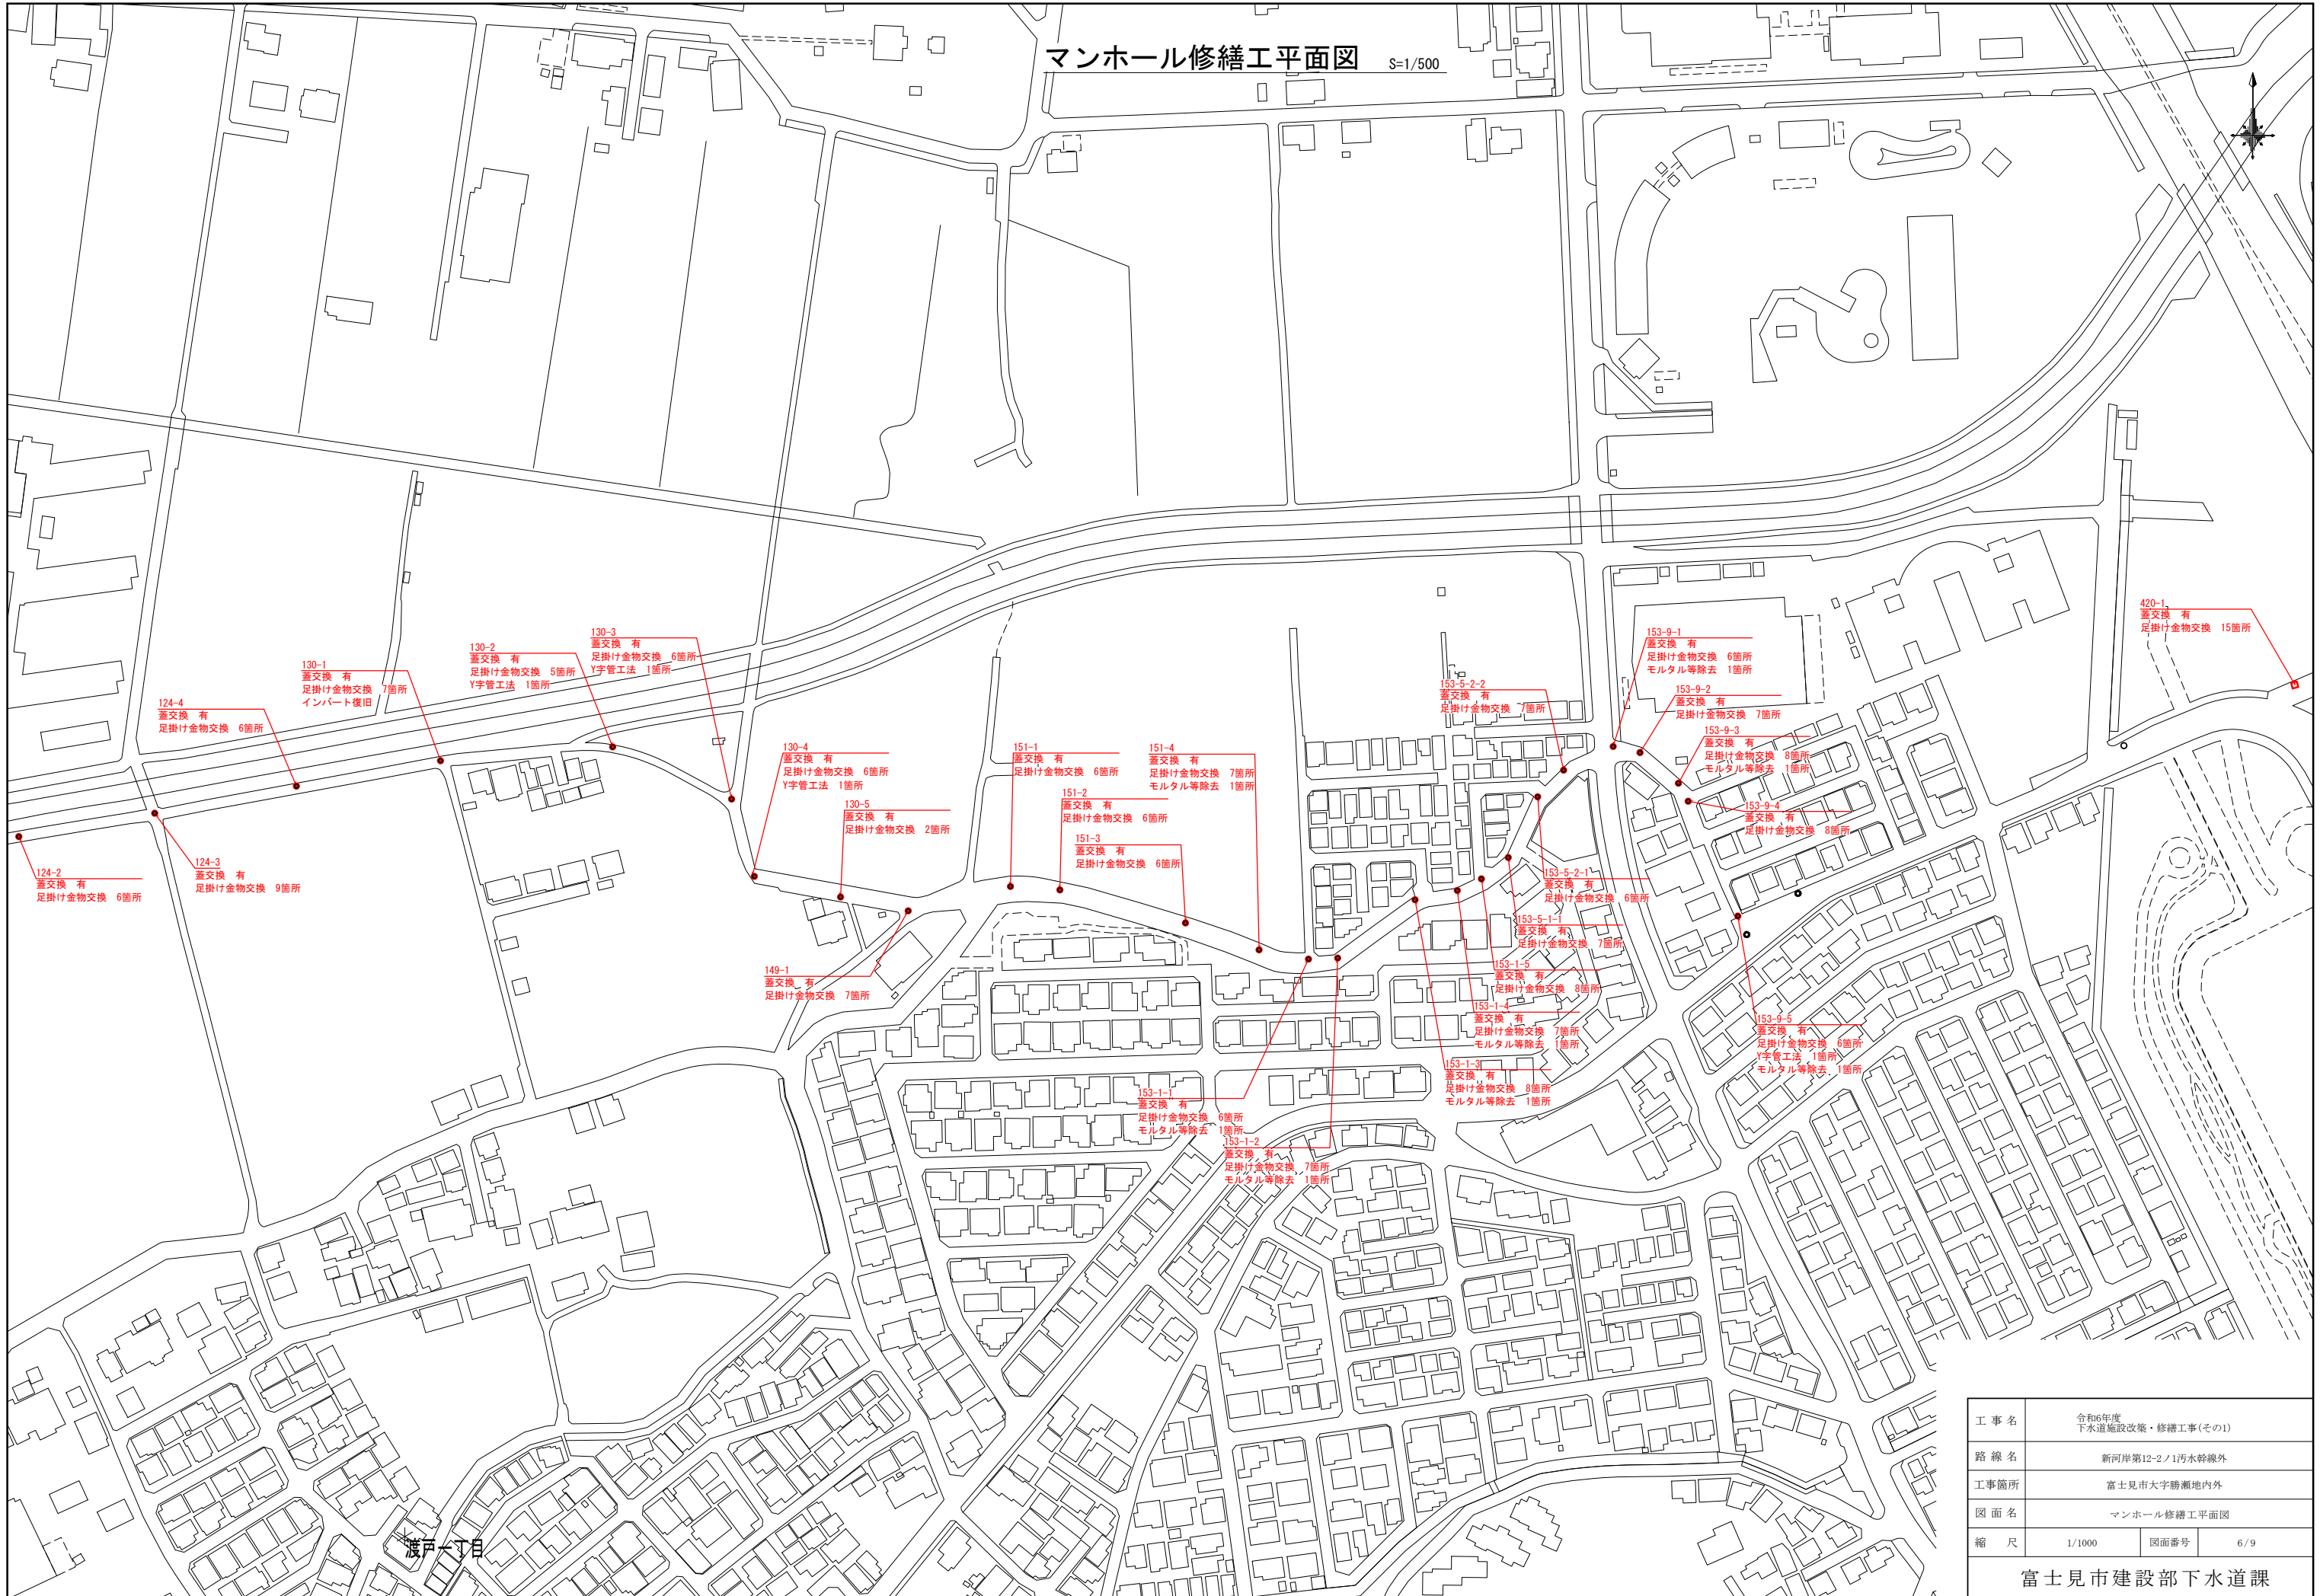 マンホール修繕工平面図 S=1/500
130-3
蓋交換 有
足掛け金物交換 6箇所
Y字管工法 1箇所
130-2
蓋交換 有
足掛け金物交換 5箇所
Y字管工法 1箇所
130-1
蓋交換 有
足掛け金物交換 7箇所
インバート復旧
124-4
蓋交換 有
足掛け金物交換 6箇所
124-2
蓋交換 有
足掛け金物交換 6箇所
124-3
蓋交換 有
足掛け金物交換 9箇所
130-4
蓋交換 有
足掛け金物交換 6箇所
Y字管工法 1箇所
130-5
蓋交換 有
足掛け金物交換 2箇所
149-1
蓋交換 有
足掛け金物交換 7箇所
151-1
蓋交換 有
足掛け金物交換 6箇所
151-2
蓋交換 有
足掛け金物交換 6箇所
151-3
蓋交換 有
足掛け金物交換 6箇所
151-4
蓋交換 有
足掛け金物交換 7箇所
モルタル等除去 1箇所
153-5-2-2
蓋交換 有
足掛け金物交換 7箇所
153-9-1
蓋交換 有
足掛け金物交換 6箇所
モルタル等除去 1箇所
153-9-2
蓋交換 有
足掛け金物交換 7箇所
153-9-3
蓋交換 有
足掛け金物交換 8箇所
モルタル等除去 1箇所
153-9-4
蓋交換 有
足掛け金物交換 8箇所
420-1
蓋交換 有
足掛け金物交換 15箇所
153-5-2-1
蓋交換 有
足掛け金物交換 6箇所
153-5-1-1
蓋交換 有
足掛け金物交換 7箇所
153-1-5
蓋交換 有
足掛け金物交換 8箇所
153-1-4
蓋交換 有
足掛け金物交換 7箇所
モルタル等除去 1箇所
153-1-3
蓋交換 有
足掛け金物交換 8箇所
モルタル等除去 1箇所
153-1-1
蓋交換 有
足掛け金物交換 6箇所
モルタル等除去 1箇所
153-1-2
蓋交換 有
足掛け金物交換 7箇所
モルタル等除去 1箇所
153-9-5
蓋交換 有
足掛け金物交換 6箇所
Y字管工法 1箇所
モルタル等除去 1箇所
渡戸一丁目
工事名 令和6年度
下水道施設改築・修繕工事(その1)
路線名 新河岸第12-2ノ1汚水幹線外
工事箇所 富士見市大字勝瀬地内外
図面名 マンホール修繕工平面図
縮尺 1/1000 図面番号 6/9
富士見市建設部下水道課